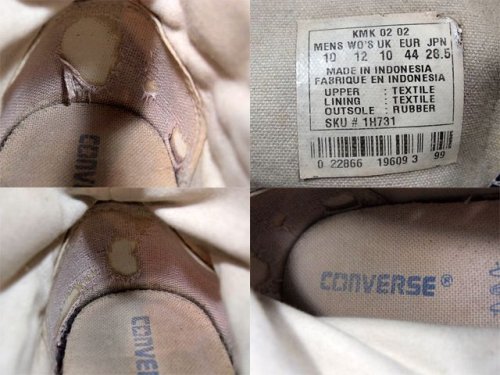 CONVERSE
KMK 02 02
MENS WO'S UK EUR JPN
10 12 10 44 28.5
MADE IN INDONESIA
FABRIQUE EN INDONESIA
UPPER : TEXTILE
LINING : TEXTILE
OUTSOLE : RUBBER
SKU # 1H731
0 22866 19609 3 99
CONVERSE
CONVERSE®